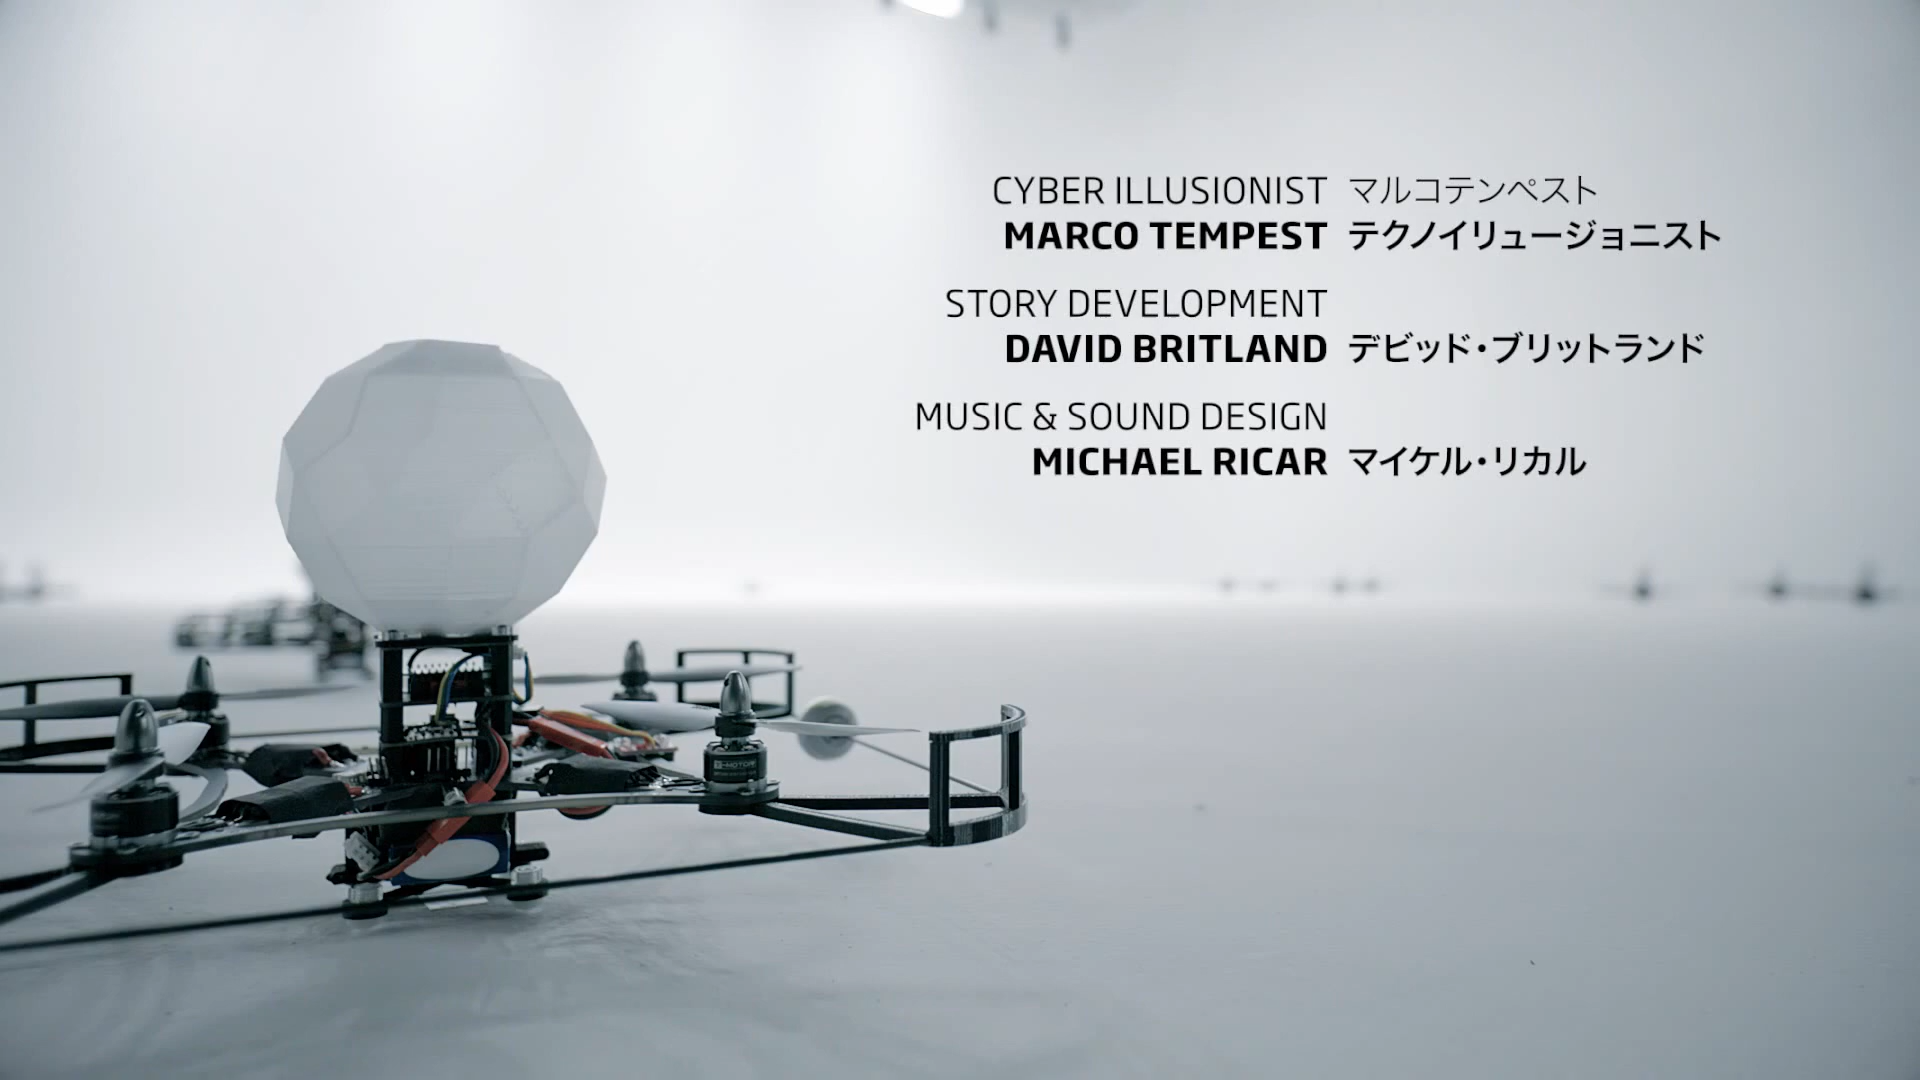 CYBER ILLUSIONIST マルコテンペスト
MARCO TEMPEST テクノイリュージョニスト
STORY DEVELOPMENT
DAVID BRITLAND デビッド・ブリットランド
MUSIC & SOUND DESIGN
MICHAEL RICAR マイケル・リカル